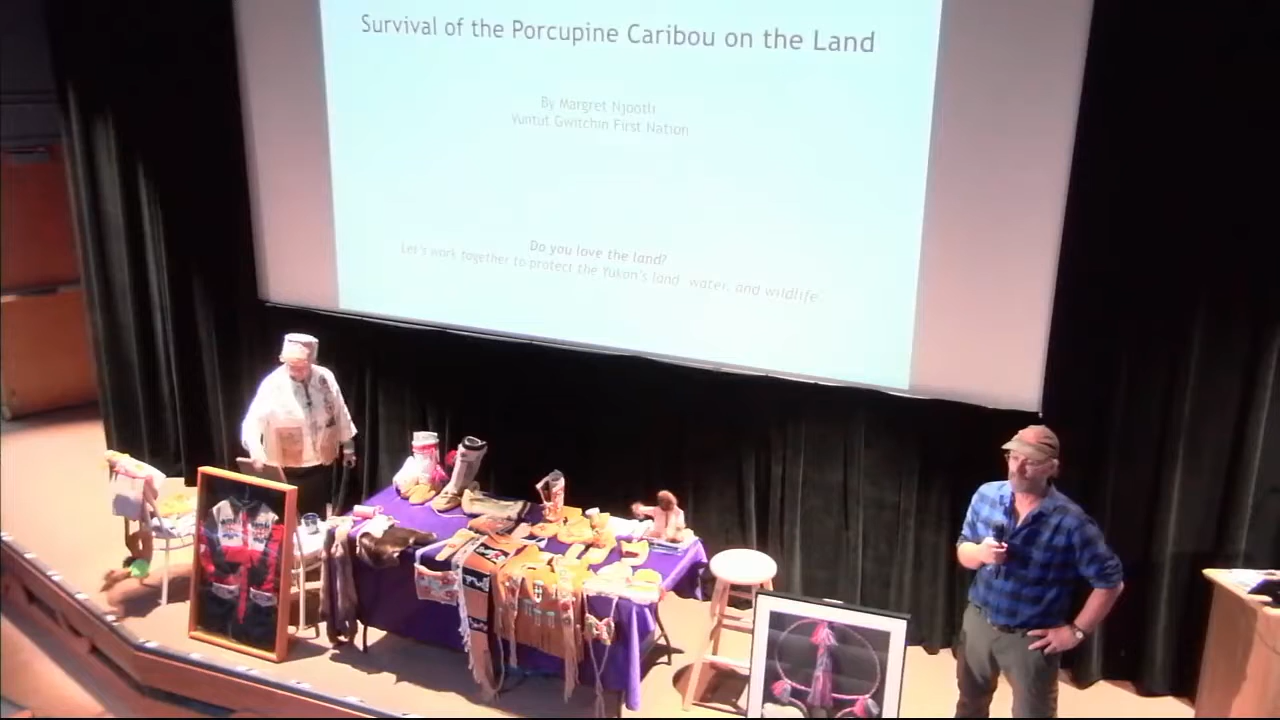 Survival of the Porcupine Caribou on the Land
By Margret Njootli
Vuntut Gwitchin First Nation
Do you love the land?
Let's work together to protect the Yukon's land, water, and wildlife